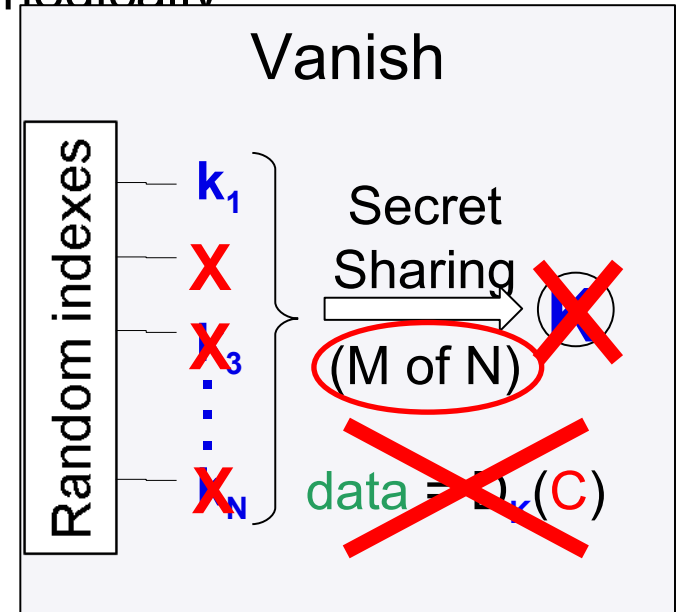 Vanish
Random indexes
k1
X
X3
XN
Secret
Sharing
(M of N)
K
data = DK(C)